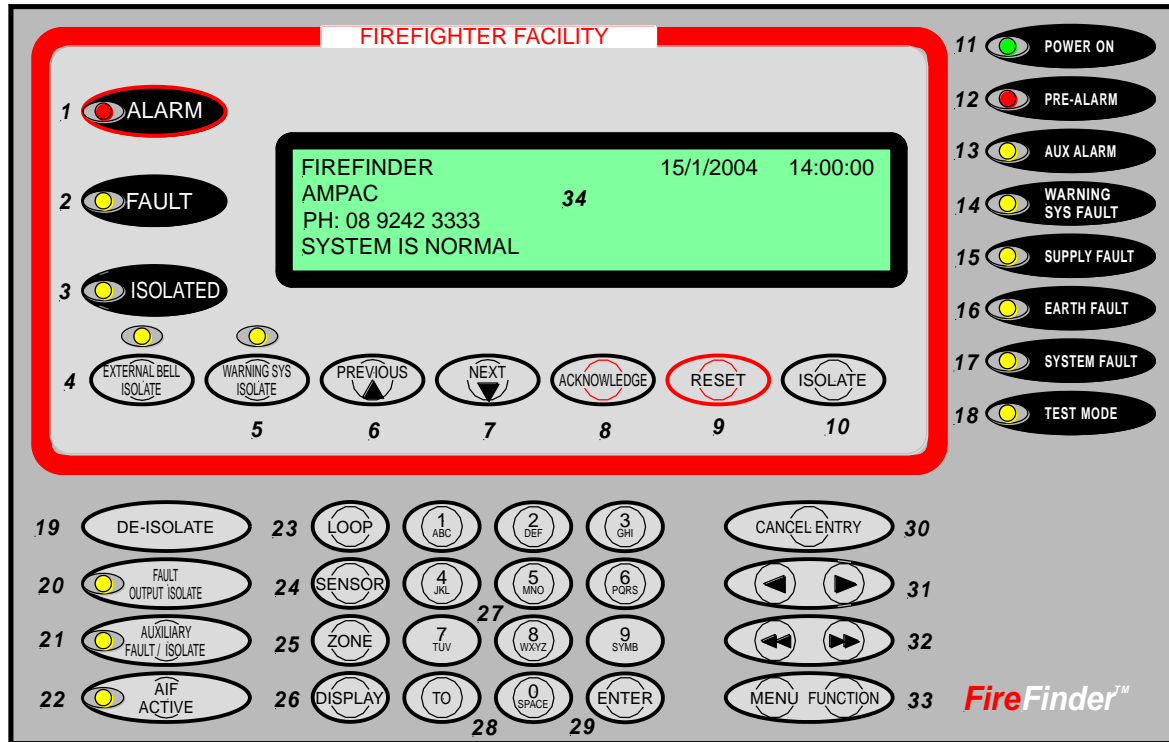 FIREFIGHTER FACILITY
1 ALARM
FIREFINDER 15/1/2004 14:00:00
AMPAC 34
PH: 08 9242 3333
SYSTEM IS NORMAL
2 FAULT
3 ISOLATED
4 EXTERNAL BELL ISOLATE
WARNING SYS ISOLATE
PREVIOUS
NEXT
ACKNOWLEDGE
RESET
ISOLATE
5 6 7 8 9 10
11 POWER ON
12 PRE-ALARM
13 AUX ALARM
14 WARNING SYS FAULT
15 SUPPLY FAULT
16 EARTH FAULT
17 SYSTEM FAULT
18 TEST MODE
19 DE-ISOLATE
20 FAULT OUTPUT ISOLATE
21 AUXILIARY FAULT / ISOLATE
22 AIF ACTIVE
23 LOOP 1 ABC 2 DEF 3 GHI
24 SENSOR 4 JKL 5 MNO 6 PQRS
27
25 ZONE 7 TUV 8 WXYZ 9 SYMB
26 DISPLAY TO 0 SPACE ENTER
28 29
CANCEL ENTRY 30
31
32
MENU FUNCTION 33
FireFinder™